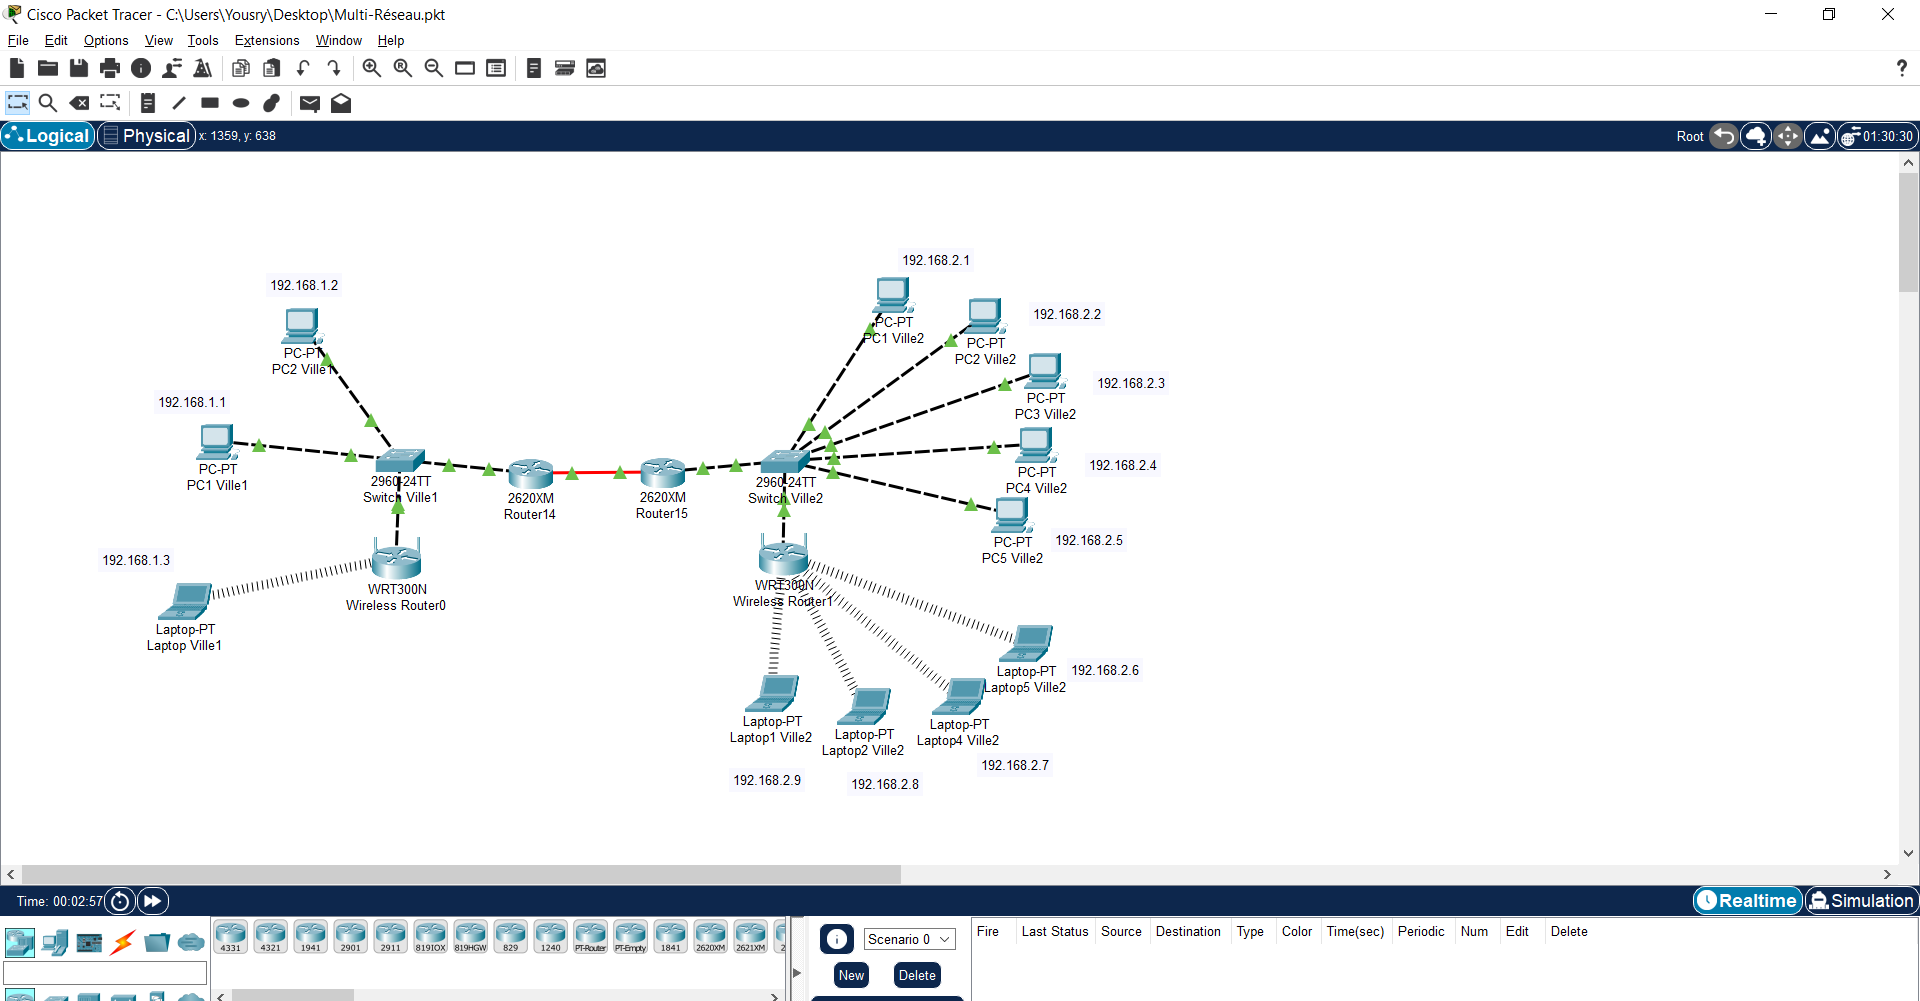 Cisco Packet Tracer - C:\Users\Yousry\Desktop\Multi-Réseau.pkt
File Edit Options View Tools Extensions Window Help
?
Logical Physical x: 1359, y: 638 Root 01:30:30
192.168.2.1
192.168.1.2
192.168.2.2
PC-PT
PC1 Ville2
PC-PT
PC2 Ville2
PC-PT
PC2 Ville1
192.168.2.3
192.168.1.1
PC-PT
PC3 Ville2
192.168.2.4
PC-PT
PC1 Ville1
PC-PT
PC4 Ville2
2960-24TT
Switch Ville1
2620XM
Router14
2620XM
Router15
2960-24TT
Switch Ville2
192.168.2.5
PC-PT
PC5 Ville2
192.168.1.3
WRT300N
Wireless Router0
WRT300N
Wireless Router1
Laptop-PT
Laptop Ville1
Laptop-PT
Laptop5 Ville2
192.168.2.6
Laptop-PT
Laptop1 Ville2
Laptop-PT
Laptop2 Ville2
Laptop-PT
Laptop4 Ville2
192.168.2.7
192.168.2.9
192.168.2.8
Time: 00:02:57 Realtime Simulation
4331 4321 1941 2901 2911 819IOX 819HGW 829 1240 PT-Router PT-Empty 1841 2620XM 2621XM 2
Scenario 0
New Delete
Fire Last Status Source Destination Type Color Time(sec) Periodic Num Edit Delete